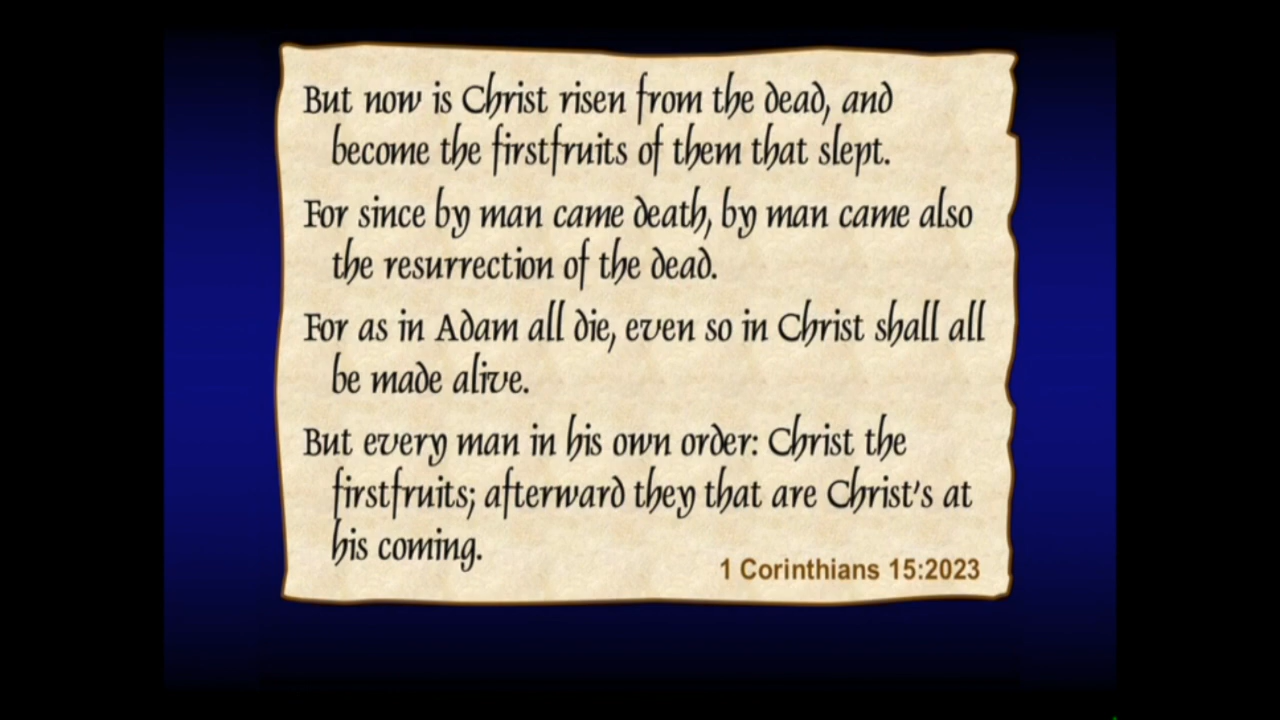 But now is Christ risen from the dead, and
become the firstfruits of them that slept.
For since by man came death, by man came also
the resurrection of the dead.
For as in Adam all die, even so in Christ shall all
be made alive.
But every man in his own order: Christ the
firstfruits; afterward they that are Christ's at
his coming.
1 Corinthians 15:2023